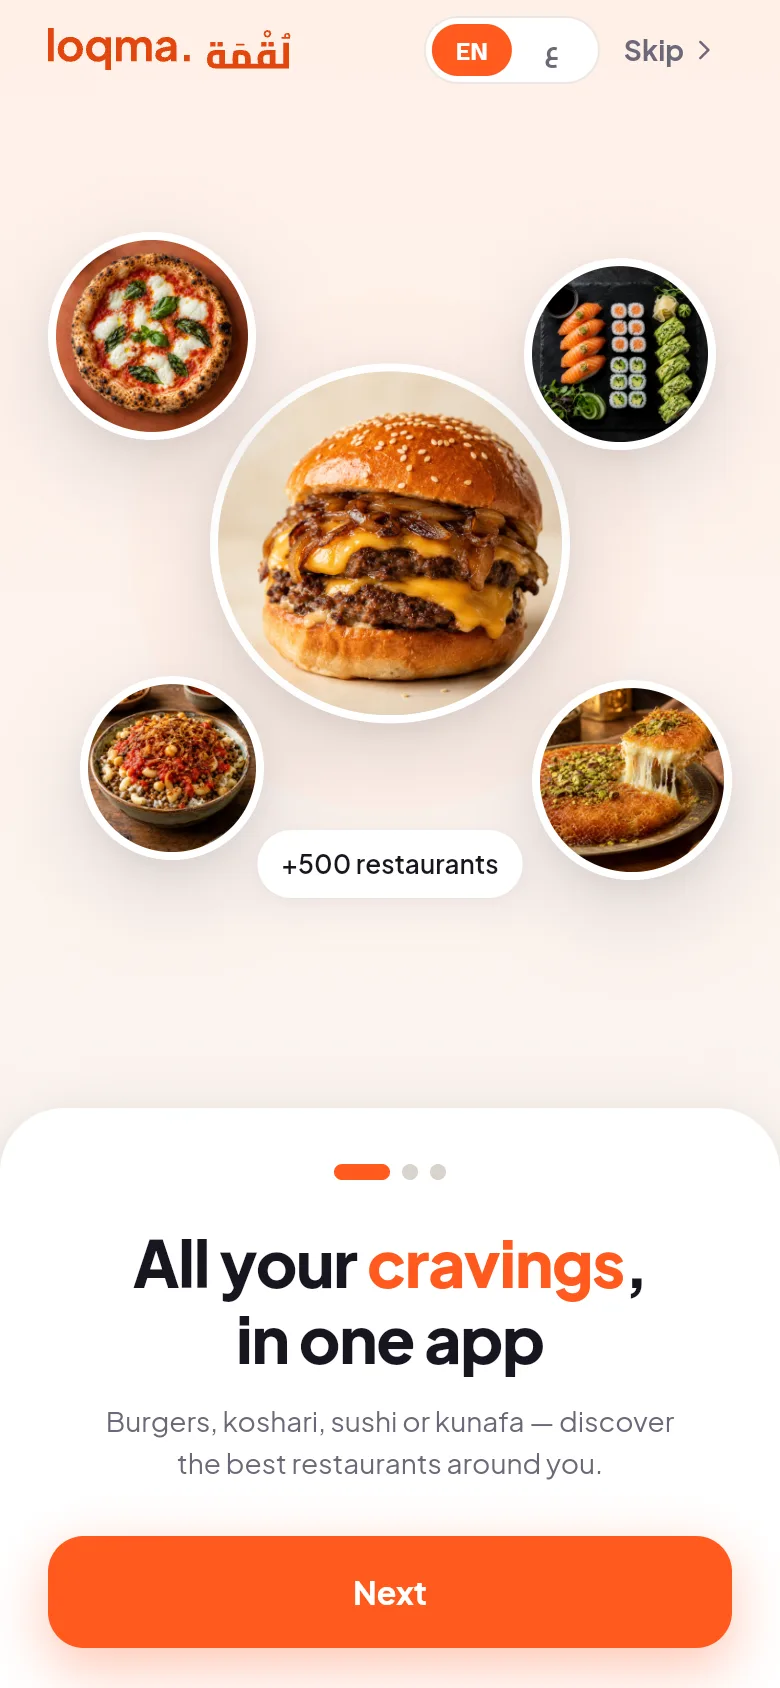 loqma. لُقْمَة
EN ع Skip
+500 restaurants
All your cravings,
in one app
Burgers, koshari, sushi or kunafa — discover
the best restaurants around you.
Next